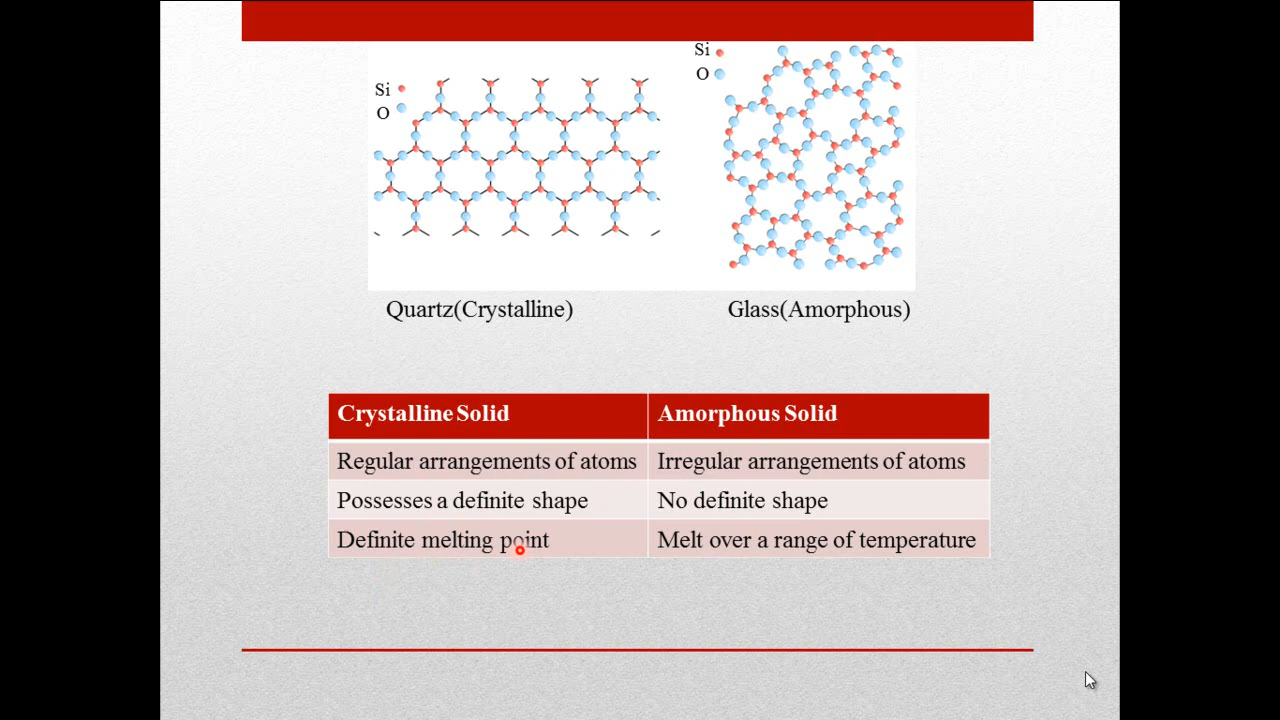 Si
O
Si
O
Quartz(Crystalline)
Glass(Amorphous)
Crystalline Solid
Amorphous Solid
Regular arrangements of atoms
Irregular arrangements of atoms
Possesses a definite shape
No definite shape
Definite melting point
Melt over a range of temperature